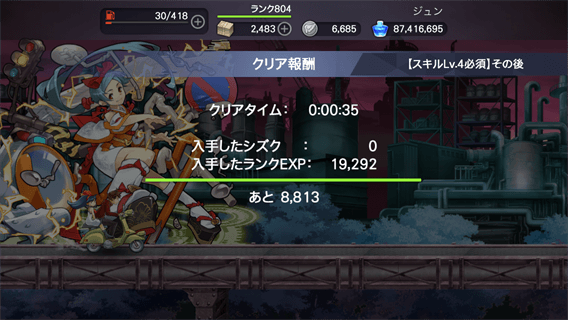 ランク804
ジュン
30/418
2,483
6,685
87,416,695
クリア報酬
【スキルLv.4必須】その後
クリアタイム： 0:00:35
入手したシズク ： 0
入手したランクEXP： 19,292
あと 8,813